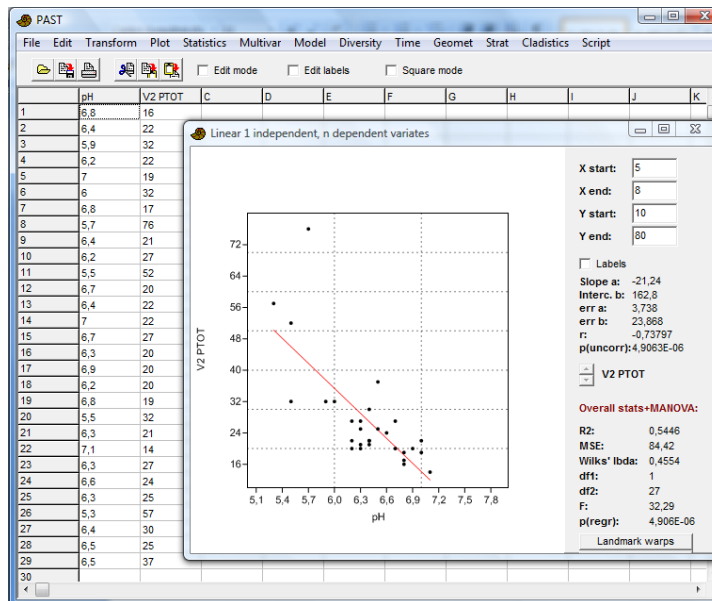 PAST
File Edit Transform Plot Statistics Multivar Model Diversity Time Geomet Strat Cladistics Script
Edit mode Edit labels Square mode
pH V2 PTOT C D E F G H I J K
1 6,8 16
2 6,4 22
3 5,9 32
4 6,2 22
5 7 19
6 6 32
7 6,8 17
8 5,7 76
9 6,4 21
10 6,2 27
11 5,5 52
12 6,7 20
13 6,4 22
14 7 22
15 6,7 27
16 6,3 20
17 6,9 20
18 6,2 20
19 6,8 19
20 5,5 32
21 6,3 21
22 7,1 14
23 6,3 27
24 6,6 24
25 6,3 25
26 5,3 57
27 6,4 30
28 6,5 25
29 6,5 37
30
Linear 1 independent, n dependent variates
72
64
56
48
40
32
24
16
V2 PTOT
5,1 5,4 5,7 6,0 6,3 6,6 6,9 7,2 7,5 7,8
pH
X start: 5
X end: 8
Y start: 10
Y end: 80
Labels
Slope a: -21,24
Interc. b: 162,8
err a: 3,738
err b: 23,868
r: -0,73797
p(uncorr): 4,9063E-06
V2 PTOT
Overall stats+MANOVA:
R2: 0,5446
MSE: 84,42
Wilks' lbda: 0,4554
df1: 1
df2: 27
F: 32,29
p(regr): 4,906E-06
Landmark warps